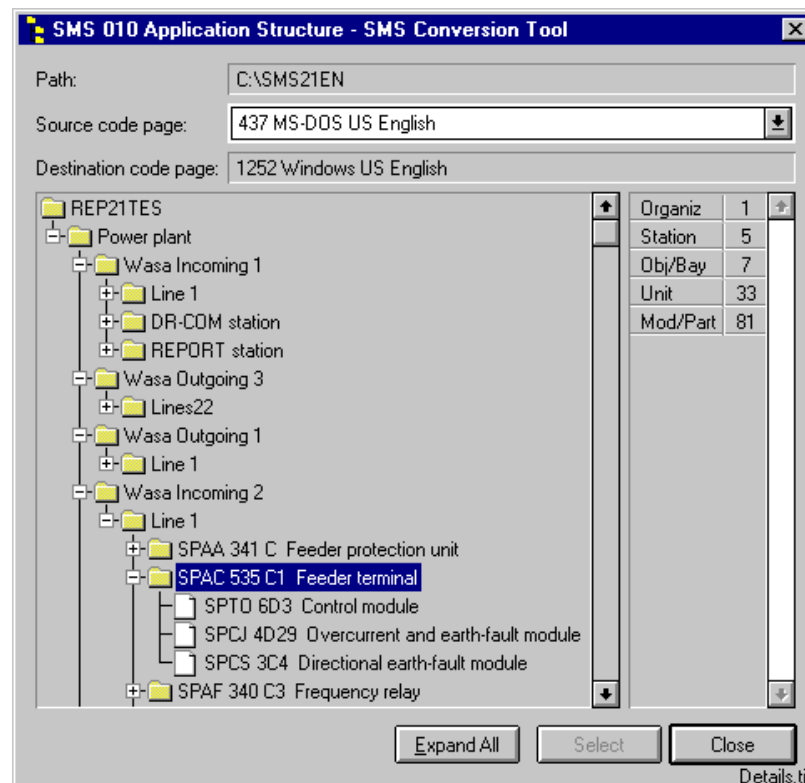 SMS 010 Application Structure - SMS Conversion Tool
Path: C:\SMS21EN
Source code page: 437 MS-DOS US English
Destination code page: 1252 Windows US English
REP21TES
Power plant
Wasa Incoming 1
Line 1
DR-COM station
REPORT station
Wasa Outgoing 3
Lines22
Wasa Outgoing 1
Line 1
Wasa Incoming 2
Line 1
SPAA 341 C Feeder protection unit
SPAC 535 C1 Feeder terminal
SPTO 6D3 Control module
SPCJ 4D29 Overcurrent and earth-fault module
SPCS 3C4 Directional earth-fault module
SPAF 340 C3 Frequency relay
Organiz 1
Station 5
Obj/Bay 7
Unit 33
Mod/Part 81
Expand All Select Close